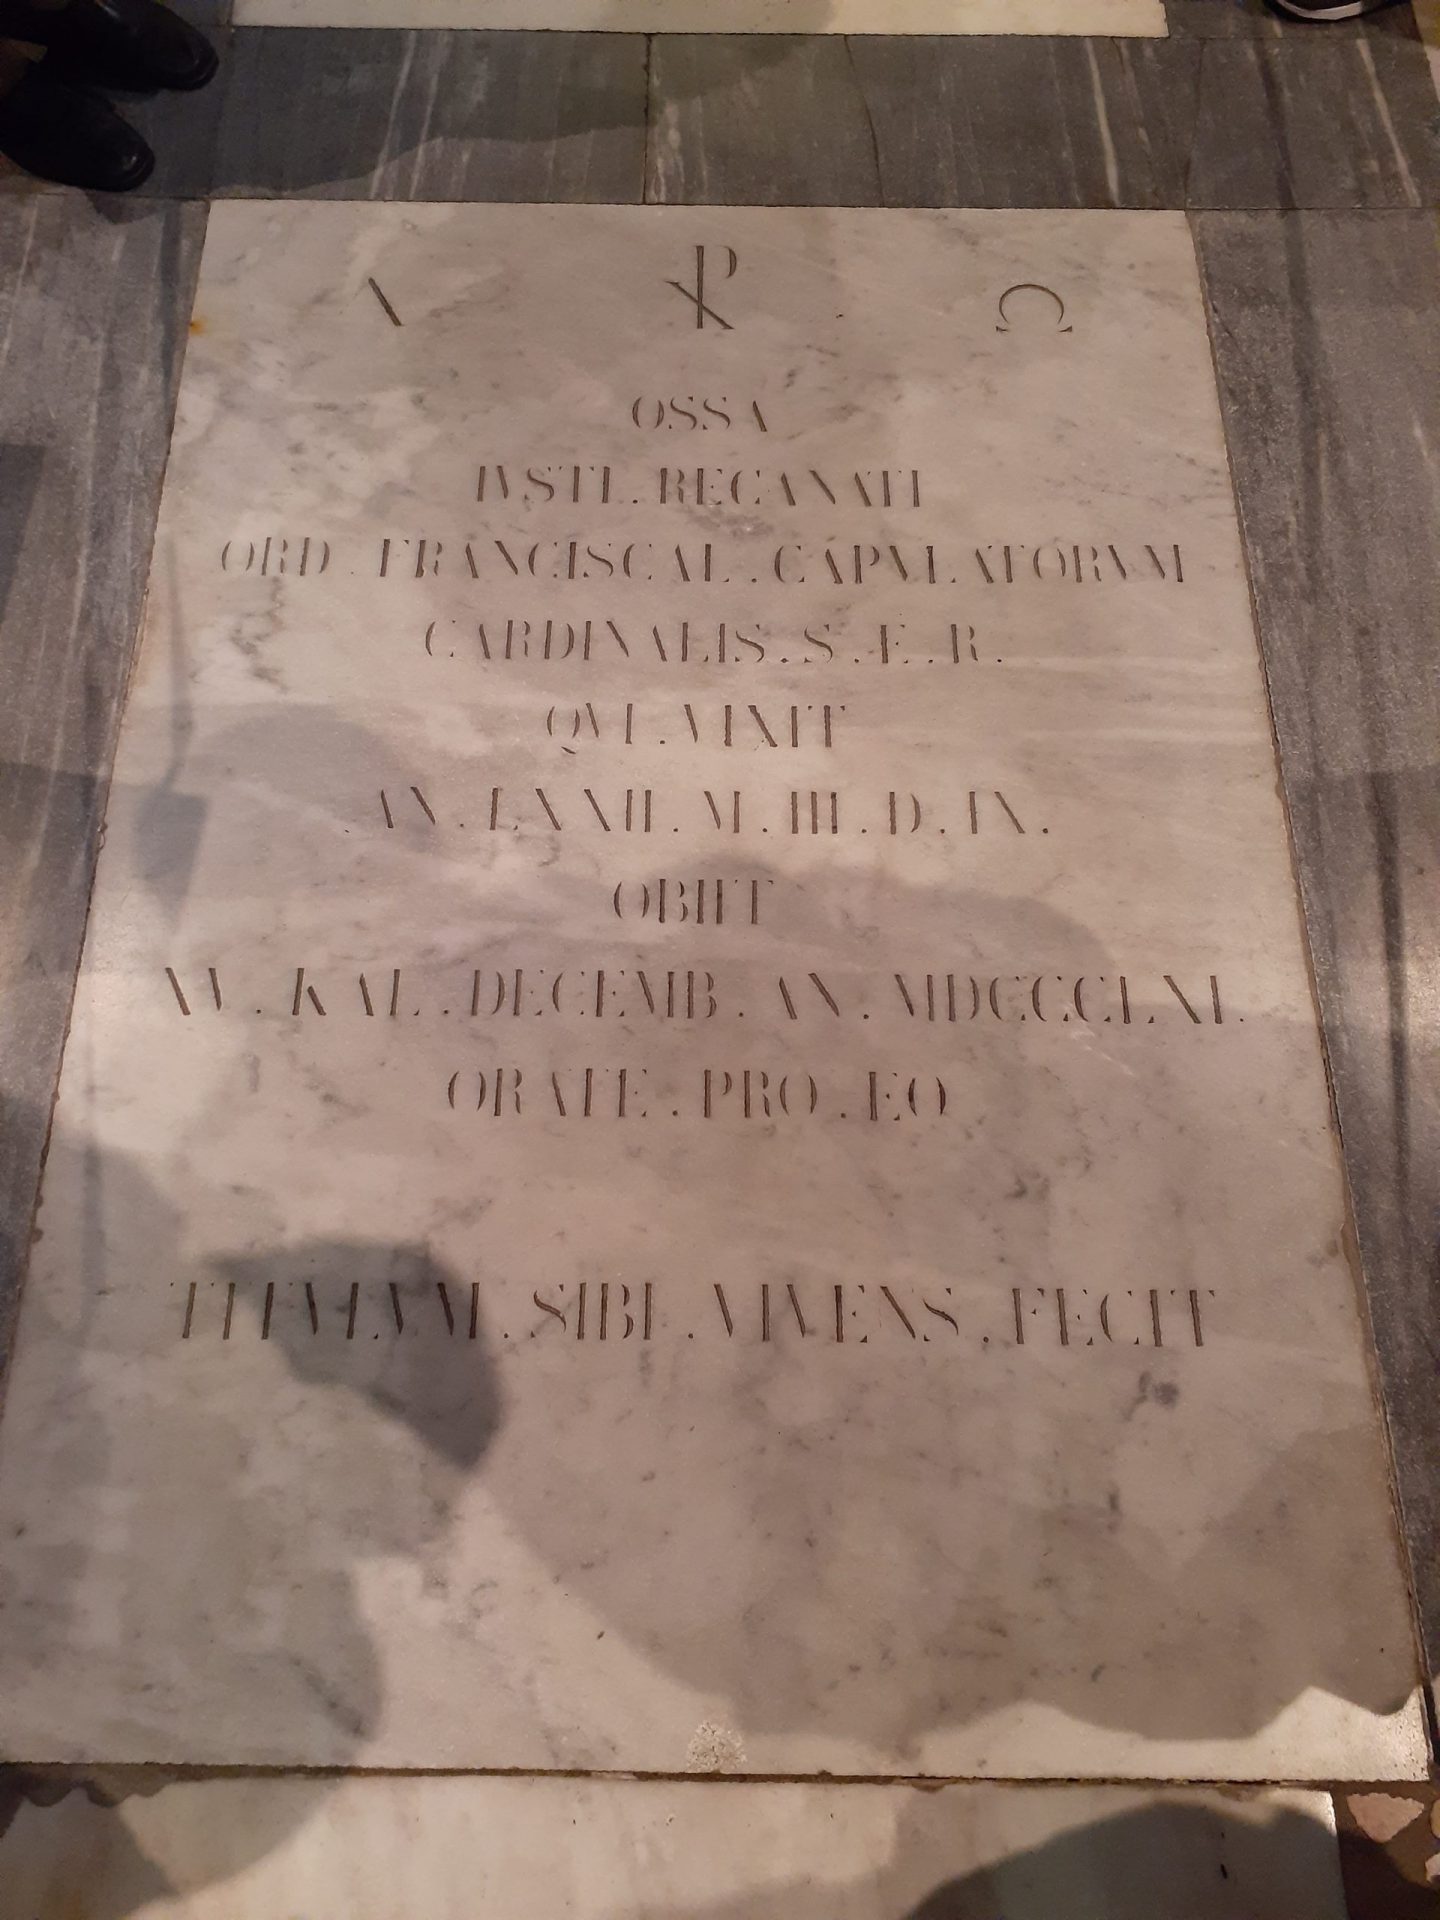 Α ☧ Ω
OSSA
IVSTI . RECANATI
ORD . FRANCISCAL . CAPVLATORVM
CARDINALIS . S . E . R .
QVI . VIXIT
AN . LXXII . M . III . D . IX .
OBIIT
XV . KAL . DECEMB . AN . MDCCCLXI .
ORATE . PRO . EO
TITVLVM . SIBI . VIVENS . FECIT